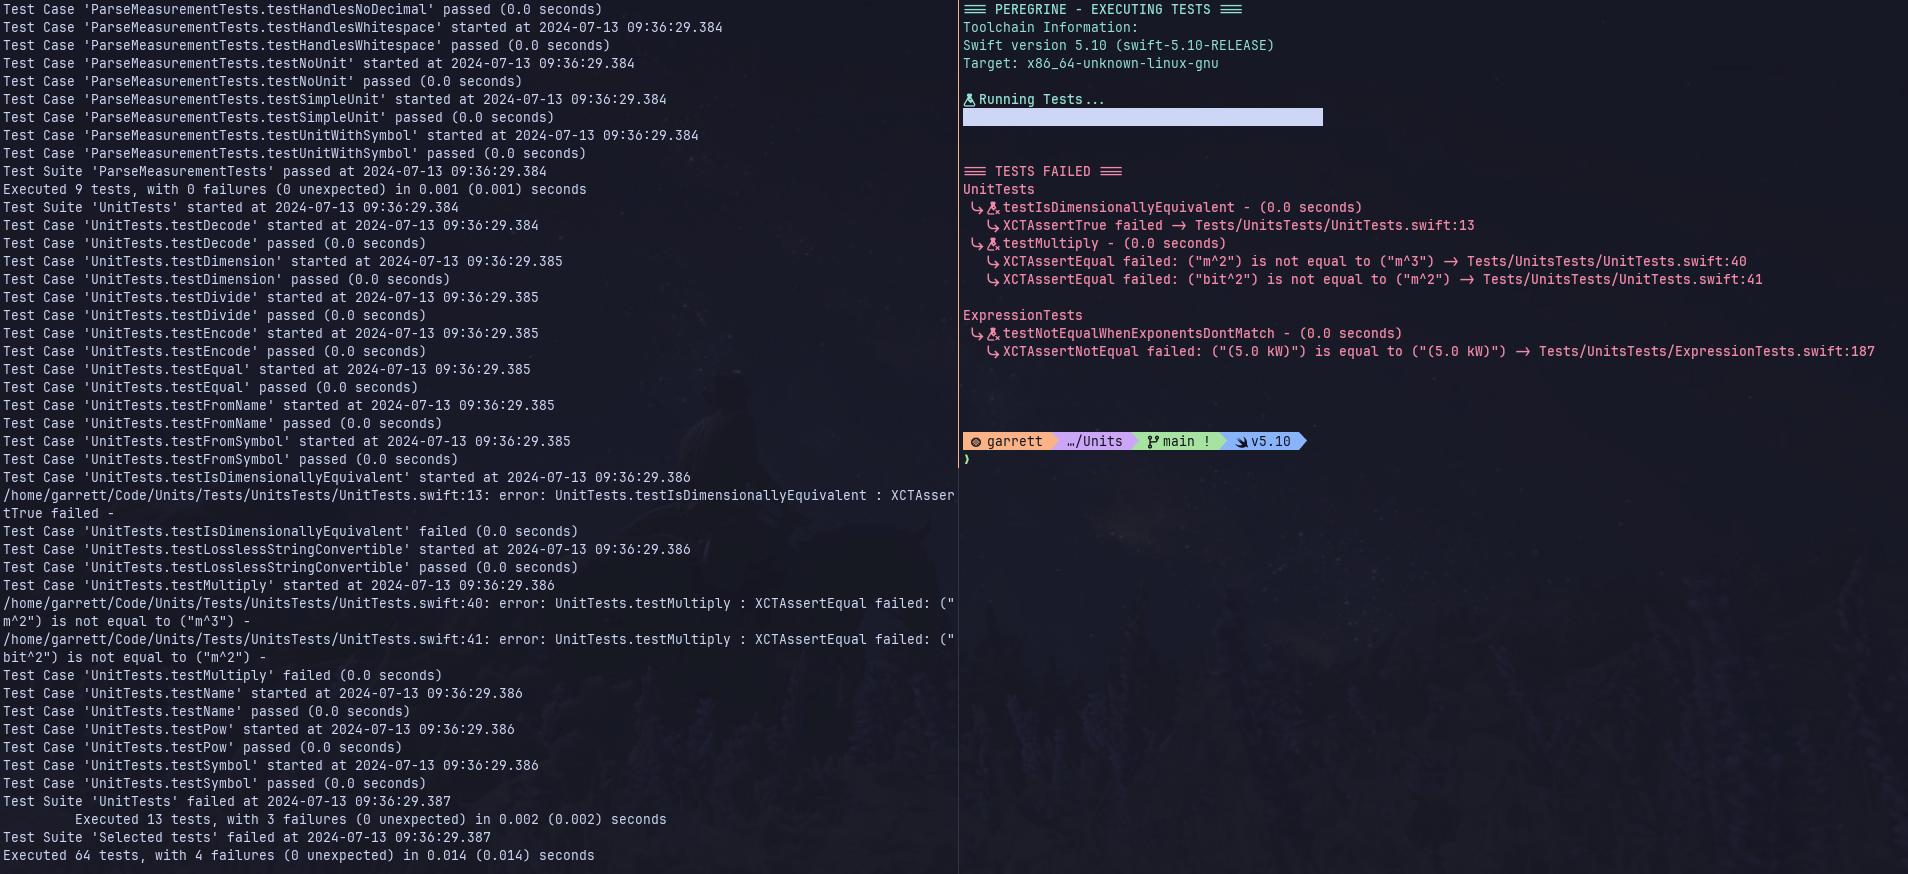 Test Case 'ParseMeasurementTests.testHandlesNoDecimal' passed (0.0 seconds)
Test Case 'ParseMeasurementTests.testHandlesWhitespace' started at 2024-07-13 09:36:29.384
Test Case 'ParseMeasurementTests.testHandlesWhitespace' passed (0.0 seconds)
Test Case 'ParseMeasurementTests.testNoUnit' started at 2024-07-13 09:36:29.384
Test Case 'ParseMeasurementTests.testNoUnit' passed (0.0 seconds)
Test Case 'ParseMeasurementTests.testSimpleUnit' started at 2024-07-13 09:36:29.384
Test Case 'ParseMeasurementTests.testSimpleUnit' passed (0.0 seconds)
Test Case 'ParseMeasurementTests.testUnitWithSymbol' started at 2024-07-13 09:36:29.384
Test Case 'ParseMeasurementTests.testUnitWithSymbol' passed (0.0 seconds)
Test Suite 'ParseMeasurementTests' passed at 2024-07-13 09:36:29.384
Executed 9 tests, with 0 failures (0 unexpected) in 0.001 (0.001) seconds
Test Suite 'UnitTests' started at 2024-07-13 09:36:29.384
Test Case 'UnitTests.testDecode' started at 2024-07-13 09:36:29.384
Test Case 'UnitTests.testDecode' passed (0.0 seconds)
Test Case 'UnitTests.testDimension' started at 2024-07-13 09:36:29.385
Test Case 'UnitTests.testDimension' passed (0.0 seconds)
Test Case 'UnitTests.testDivide' started at 2024-07-13 09:36:29.385
Test Case 'UnitTests.testDivide' passed (0.0 seconds)
Test Case 'UnitTests.testEncode' started at 2024-07-13 09:36:29.385
Test Case 'UnitTests.testEncode' passed (0.0 seconds)
Test Case 'UnitTests.testEqual' started at 2024-07-13 09:36:29.385
Test Case 'UnitTests.testEqual' passed (0.0 seconds)
Test Case 'UnitTests.testFromName' started at 2024-07-13 09:36:29.385
Test Case 'UnitTests.testFromName' passed (0.0 seconds)
Test Case 'UnitTests.testFromSymbol' started at 2024-07-13 09:36:29.385
Test Case 'UnitTests.testFromSymbol' passed (0.0 seconds)
Test Case 'UnitTests.testIsDimensionallyEquivalent' started at 2024-07-13 09:36:29.386
/home/garrett/Code/Units/Tests/UnitsTests/UnitTests.swift:13: error: UnitTests.testIsDimensionallyEquivalent : XCTAsser
tTrue failed -
Test Case 'UnitTests.testIsDimensionallyEquivalent' failed (0.0 seconds)
Test Case 'UnitTests.testLosslessStringConvertible' started at 2024-07-13 09:36:29.386
Test Case 'UnitTests.testLosslessStringConvertible' passed (0.0 seconds)
Test Case 'UnitTests.testMultiply' started at 2024-07-13 09:36:29.386
/home/garrett/Code/Units/Tests/UnitsTests/UnitTests.swift:40: error: UnitTests.testMultiply : XCTAssertEqual failed: ("
m^2") is not equal to ("m^3") -
/home/garrett/Code/Units/Tests/UnitsTests/UnitTests.swift:41: error: UnitTests.testMultiply : XCTAssertEqual failed: ("
bit^2") is not equal to ("m^2") -
Test Case 'UnitTests.testMultiply' failed (0.0 seconds)
Test Case 'UnitTests.testName' started at 2024-07-13 09:36:29.386
Test Case 'UnitTests.testName' passed (0.0 seconds)
Test Case 'UnitTests.testPow' started at 2024-07-13 09:36:29.386
Test Case 'UnitTests.testPow' passed (0.0 seconds)
Test Case 'UnitTests.testSymbol' started at 2024-07-13 09:36:29.386
Test Case 'UnitTests.testSymbol' passed (0.0 seconds)
Test Suite 'UnitTests' failed at 2024-07-13 09:36:29.387
Executed 13 tests, with 3 failures (0 unexpected) in 0.002 (0.002) seconds
Test Suite 'Selected tests' failed at 2024-07-13 09:36:29.387
Executed 64 tests, with 4 failures (0 unexpected) in 0.014 (0.014) seconds
=== PEREGRINE - EXECUTING TESTS ===
Toolchain Information:
Swift version 5.10 (swift-5.10-RELEASE)
Target: x86_64-unknown-linux-gnu
Running Tests...
=== TESTS FAILED ===
UnitTests
testIsDimensionallyEquivalent - (0.0 seconds)
XCTAssertTrue failed -> Tests/UnitsTests/UnitTests.swift:13
testMultiply - (0.0 seconds)
XCTAssertEqual failed: ("m^2") is not equal to ("m^3") -> Tests/UnitsTests/UnitTests.swift:40
XCTAssertEqual failed: ("bit^2") is not equal to ("m^2") -> Tests/UnitsTests/UnitTests.swift:41
ExpressionTests
testNotEqualWhenExponentsDontMatch - (0.0 seconds)
XCTAssertNotEqual failed: ("(5.0 kW)") is equal to ("(5.0 kW)") -> Tests/UnitsTests/ExpressionTests.swift:187
garrett …/Units main ! v5.10
❯